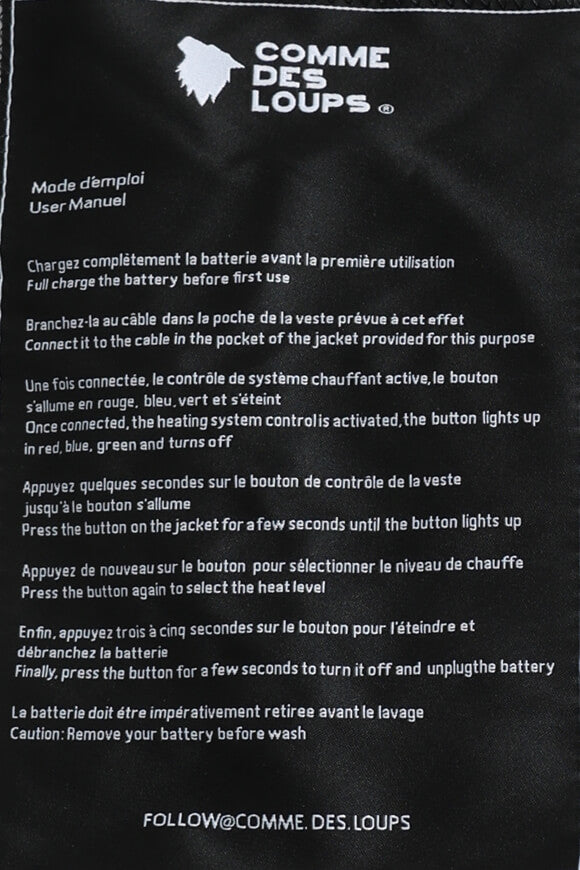 COMME
DES
LOUPS ®
Mode d'emploi
User Manuel
Chargez complètement la batterie avant la première utilisation
Full charge the battery before first use
Branchez-la au câble dans la poche de la veste prévue à cet effet
Connect it to the cable in the pocket of the jacket provided for this purpose
Une fois connectée, le contrôle de système chauffant active, le bouton
s'allume en rouge, bleu, vert et s'éteint
Once connected, the heating system control is activated, the button lights up
in red, blue, green and turns off
Appuyez quelques secondes sur le bouton de contrôle de la veste
jusqu'à le bouton s'allume
Press the button on the jacket for a few seconds until the button lights up
Appuyez de nouveau sur le bouton pour sélectionner le niveau de chauffe
Press the button again to select the heat level
Enfin, appuyez trois à cinq secondes sur le bouton pour l'éteindre et
débranchez la batterie
Finally, press the button for a few seconds to turn it off and unplugthe battery
La batterie doit étre impérativement retiree avant le lavage
Caution: Remove your battery before wash
FOLLOW@COMME.DES.LOUPS